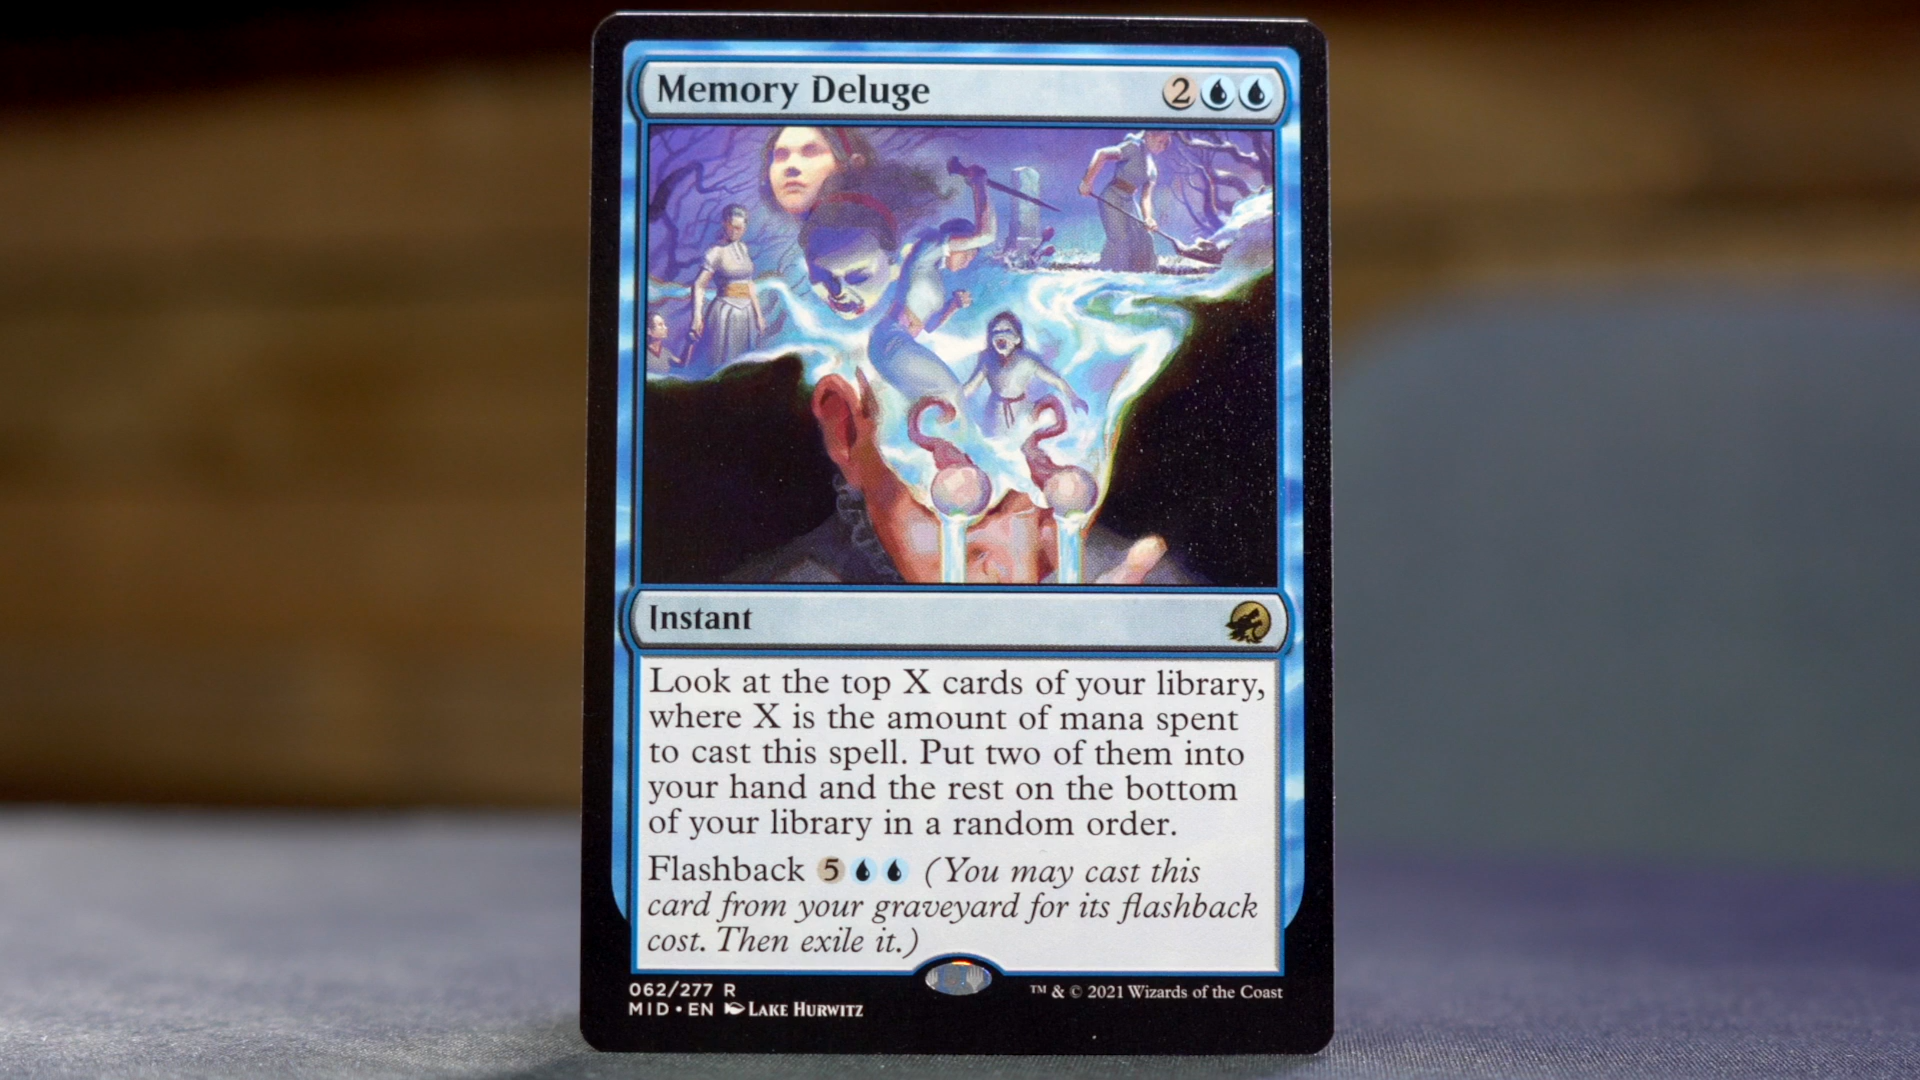 Memory Deluge 2
Instant
Look at the top X cards of your library,
where X is the amount of mana spent
to cast this spell. Put two of them into
your hand and the rest on the bottom
of your library in a random order.
Flashback 5 (You may cast this
card from your graveyard for its flashback
cost. Then exile it.)
062/277 R
MID • EN Lake Hurwitz
™ & © 2021 Wizards of the Coast